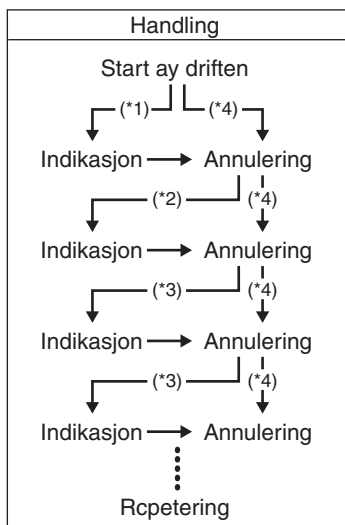 Handling
Start ay driften
(*1) (*4)
Indikasjon Annulering
(*2) (*4)
Indikasjon Annulering
(*3) (*4)
Indikasjon Annulering
(*3) (*4)
Indikasjon Annulering
Rcpetering